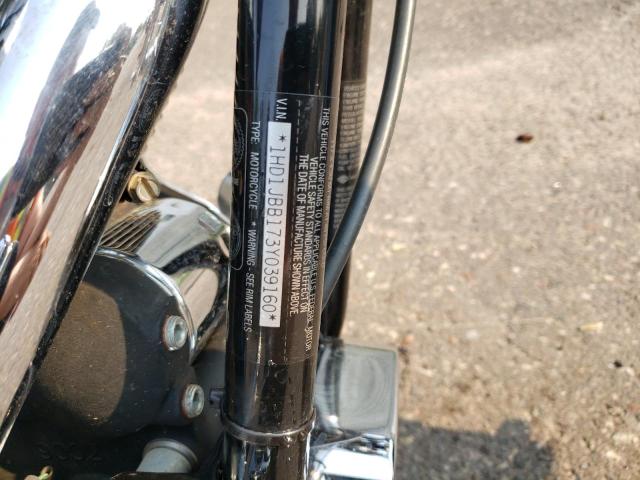 THIS VEHICLE CONFORMS TO ALL APPLICABLE U.S. FEDERAL MOTOR
VEHICLE SAFETY STANDARDS IN EFFECT ON
THE DATE OF MANUFACTURE SHOWN ABOVE.
V.I.N. *1HD1JBB173Y039160*
TYPE: MOTORCYCLE * WARNING - SEE RIM LABELS *